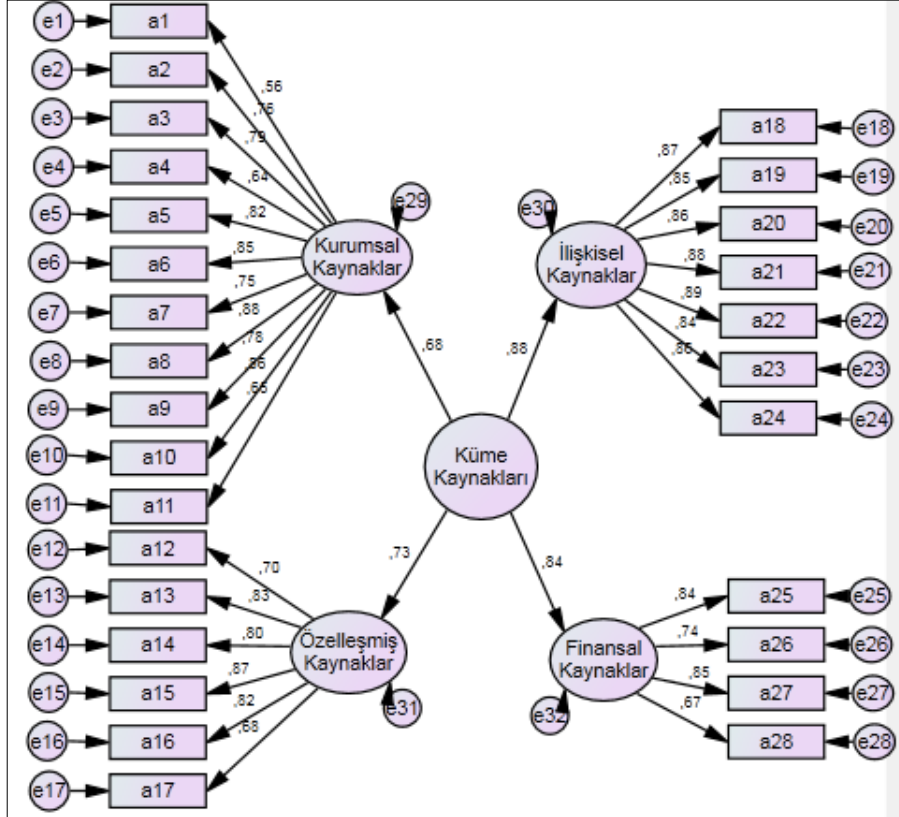 e1
a1
e2
a2
e3
a3
e4
a4
e5
a5
e6
a6
e7
a7
e8
a8
e9
a9
e10
a10
e11
a11
,56
,76
,79
,64
,82
,85
,75
,88
,78
,86
,65
Kurumsal
Kaynaklar
e29
,68
e30
İlişkisel
Kaynaklar
,88
,87
,85
,86
,88
,89
,84
,86
a18
e18
a19
e19
a20
e20
a21
e21
a22
e22
a23
e23
a24
e24
Küme
Kaynakları
e12
a12
e13
a13
e14
a14
e15
a15
e16
a16
e17
a17
,70
,83
,80
,87
,82
,68
Özelleşmiş
Kaynaklar
e31
,73
,84
Finansal
Kaynaklar
e32
,84
,74
,85
,67
a25
e25
a26
e26
a27
e27
a28
e28